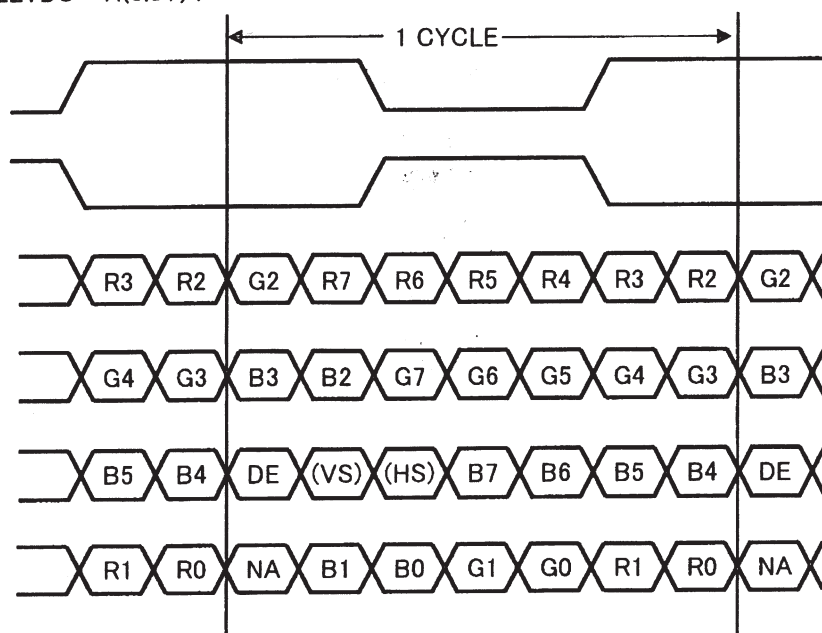 1 CYCLE
R3 R2 G2 R7 R6 R5 R4 R3 R2 G2
G4 G3 B3 B2 G7 G6 G5 G4 G3 B3
B5 B4 DE (VS) (HS) B7 B6 B5 B4 DE
R1 R0 NA B1 B0 G1 G0 R1 R0 NA